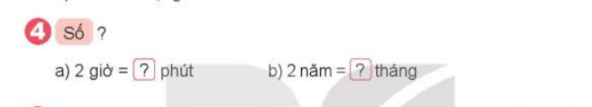 4 Số ?
a) 2 giờ = ? phút b) 2 năm = ? tháng